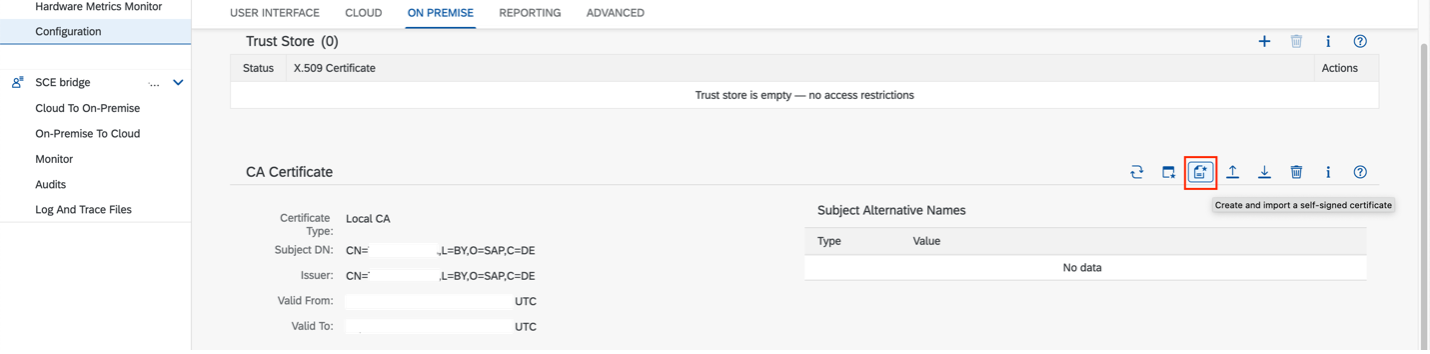 Hardware Metrics Monitor
Configuration
SCE bridge ...
Cloud To On-Premise
On-Premise To Cloud
Monitor
Audits
Log And Trace Files
USER INTERFACE CLOUD ON PREMISE REPORTING ADVANCED
Trust Store (0)
Status X.509 Certificate Actions
Trust store is empty — no access restrictions
CA Certificate
Create and import a self-signed certificate
Certificate Type: Local CA
Subject DN: CN= ,L=BY,O=SAP,C=DE
Issuer: CN= ,L=BY,O=SAP,C=DE
Valid From: UTC
Valid To: UTC
Subject Alternative Names
Type Value
No data